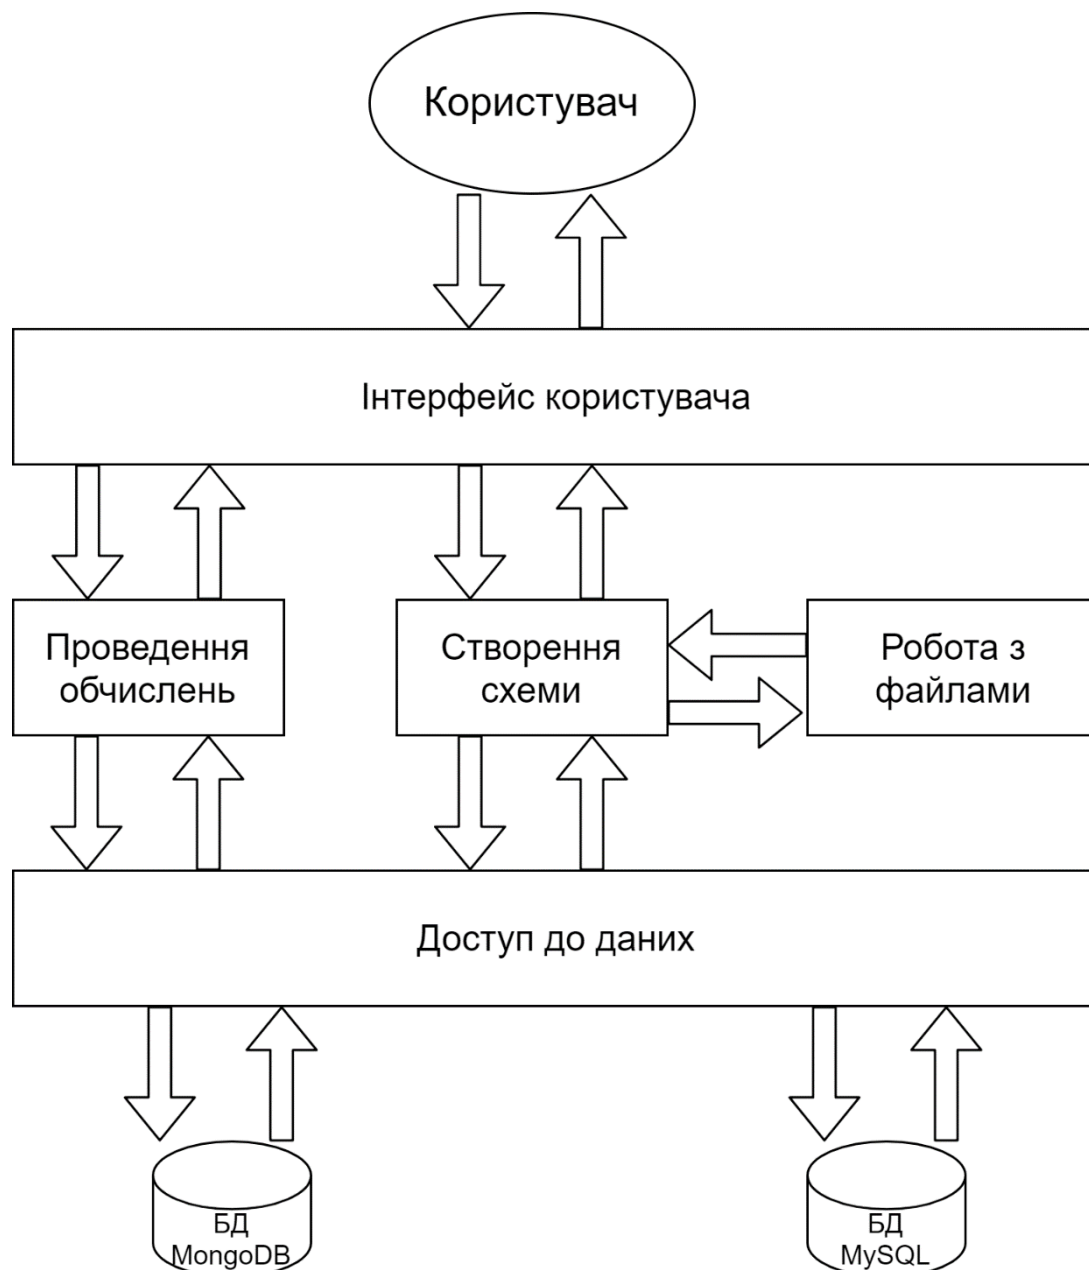 Користувач
Інтерфейс користувача
Проведення
обчислень
Створення
схеми
Робота з
файлами
Доступ до даних
БД
MongoDB
БД
MySQL